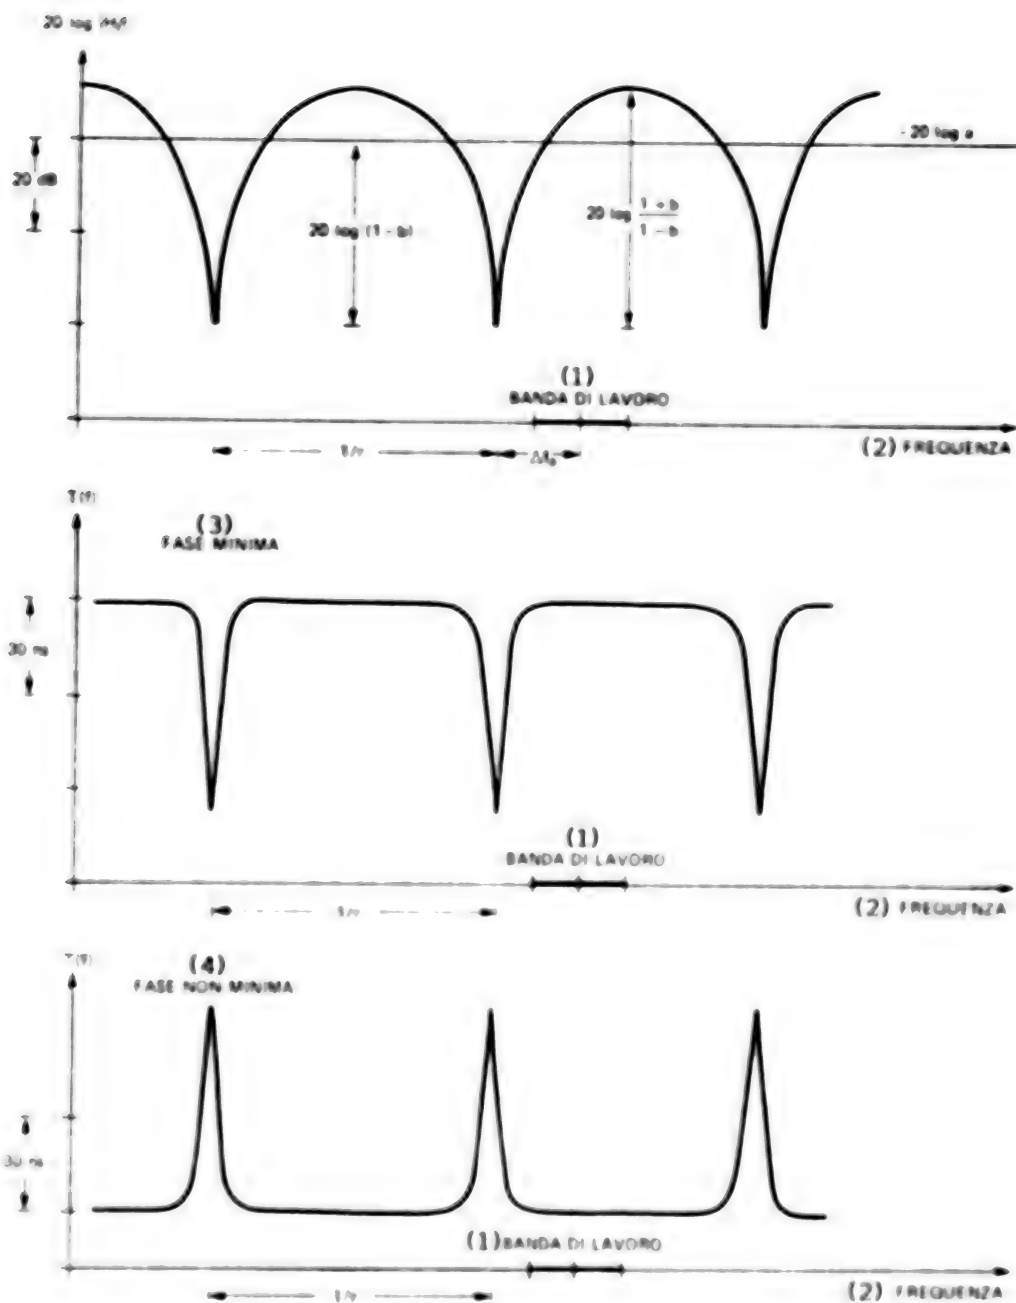 20 log
- 20 log a
20 dB
20 log (1 - b)
20 log 1 + b
1 - b
(1)
BANDA DI LAVORO
(2) FREQUENZA
T(f)
(3)
FASE MINIMA
30 ns
(1)
BANDA DI LAVORO
(2) FREQUENZA
T(f)
(4)
FASE NON MINIMA
30 ns
(1) BANDA DI LAVORO
(2) FREQUENZA